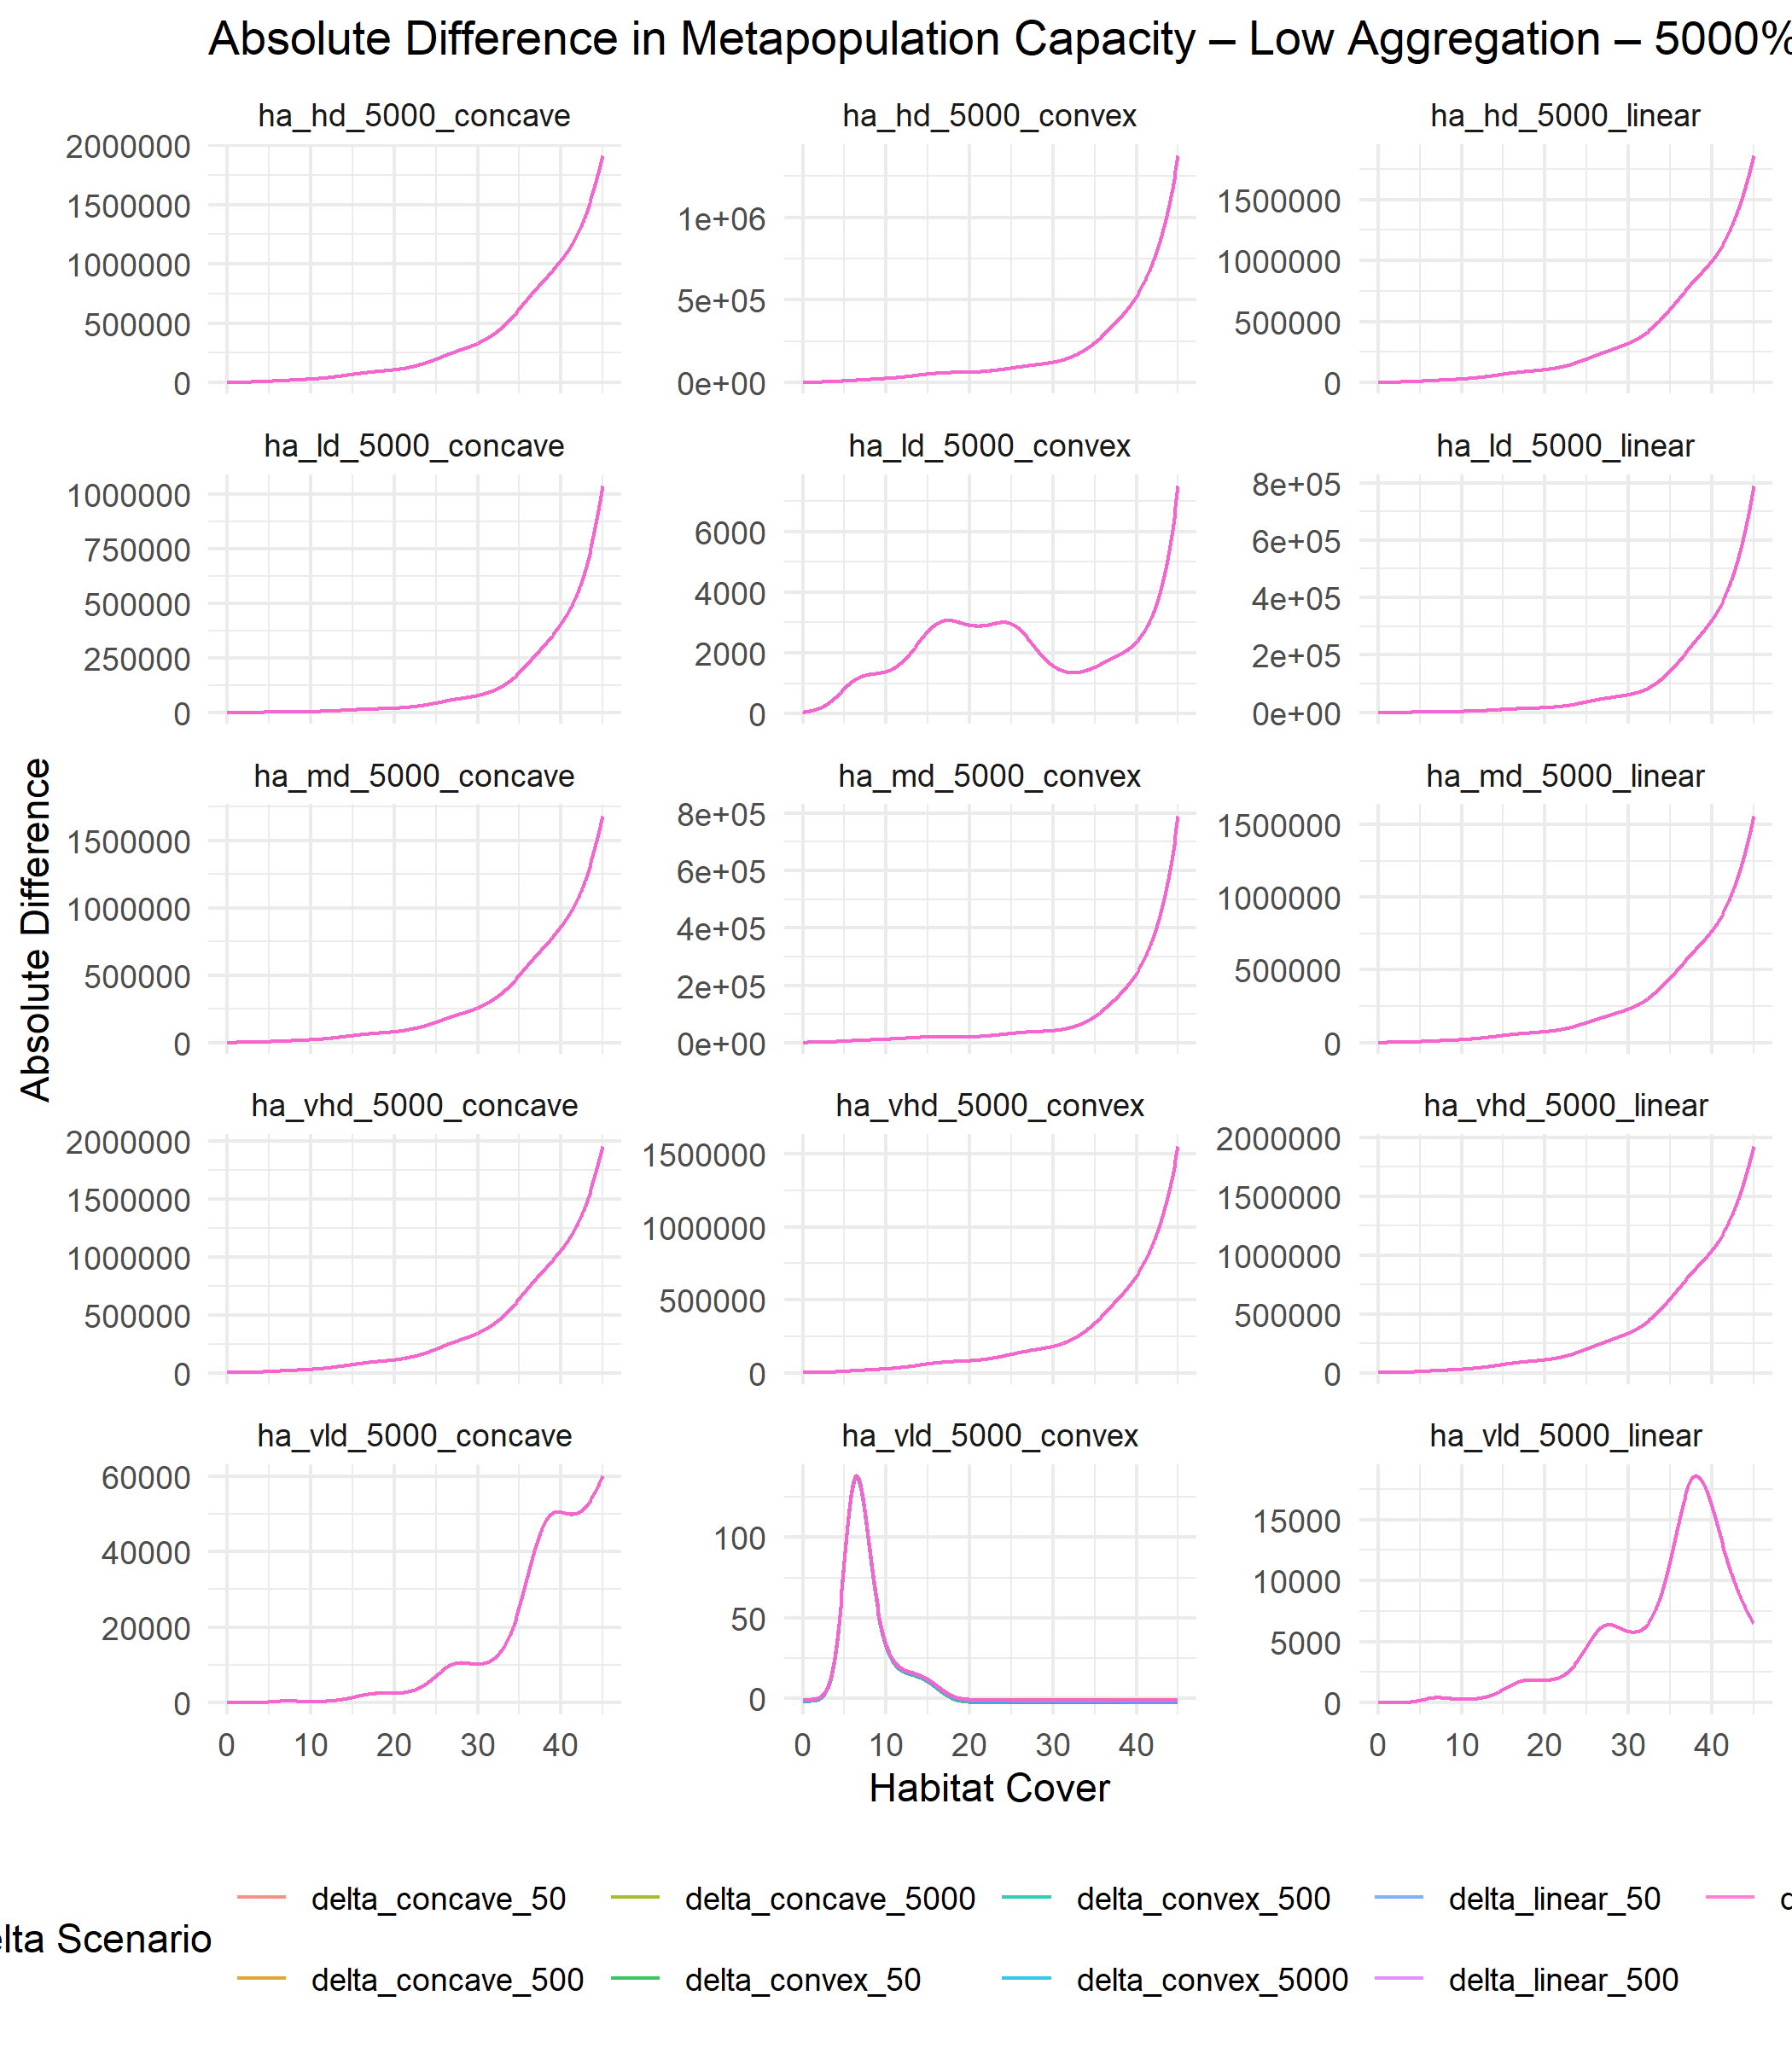 Absolute Difference in Metapopulation Capacity – Low Aggregation – 5000%
ha_hd_5000_concave ha_hd_5000_convex ha_hd_5000_linear
2000000
1500000
1000000
500000
0
1e+06
5e+05
0e+00
1500000
1000000
500000
0
ha_ld_5000_concave ha_ld_5000_convex ha_ld_5000_linear
1000000
750000
500000
250000
0
6000
4000
2000
0
8e+05
6e+05
4e+05
2e+05
0e+00
ha_md_5000_concave ha_md_5000_convex ha_md_5000_linear
1500000
1000000
500000
0
8e+05
6e+05
4e+05
2e+05
0e+00
1500000
1000000
500000
0
ha_vhd_5000_concave ha_vhd_5000_convex ha_vhd_5000_linear
2000000
1500000
1000000
500000
0
1500000
1000000
500000
0
2000000
1500000
1000000
500000
0
ha_vld_5000_concave ha_vld_5000_convex ha_vld_5000_linear
60000
40000
20000
0
100
50
0
15000
10000
5000
0
0 10 20 30 40 0 10 20 30 40 0 10 20 30 40
Absolute Difference
Habitat Cover
elta Scenario
delta_concave_50 delta_concave_5000 delta_convex_500 delta_linear_50
delta_concave_500 delta_convex_50 delta_convex_5000 delta_linear_500